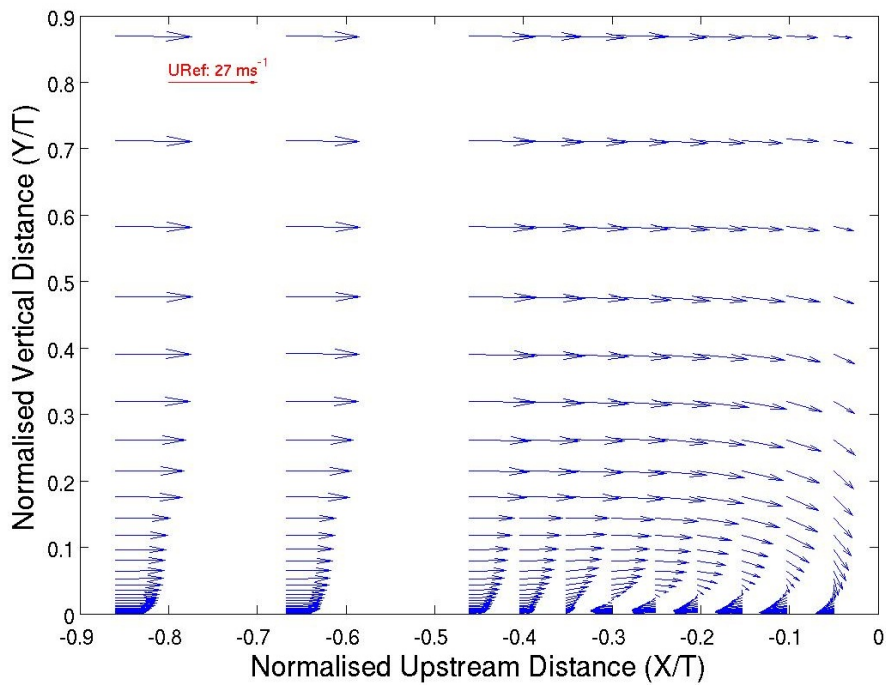 0.9
0.8
0.7
0.6
0.5
0.4
0.3
0.2
0.1
0
Normalised Vertical Distance (Y/T)
URef: 27 ms⁻¹
-0.9 -0.8 -0.7 -0.6 -0.5 -0.4 -0.3 -0.2 -0.1 0
Normalised Upstream Distance (X/T)